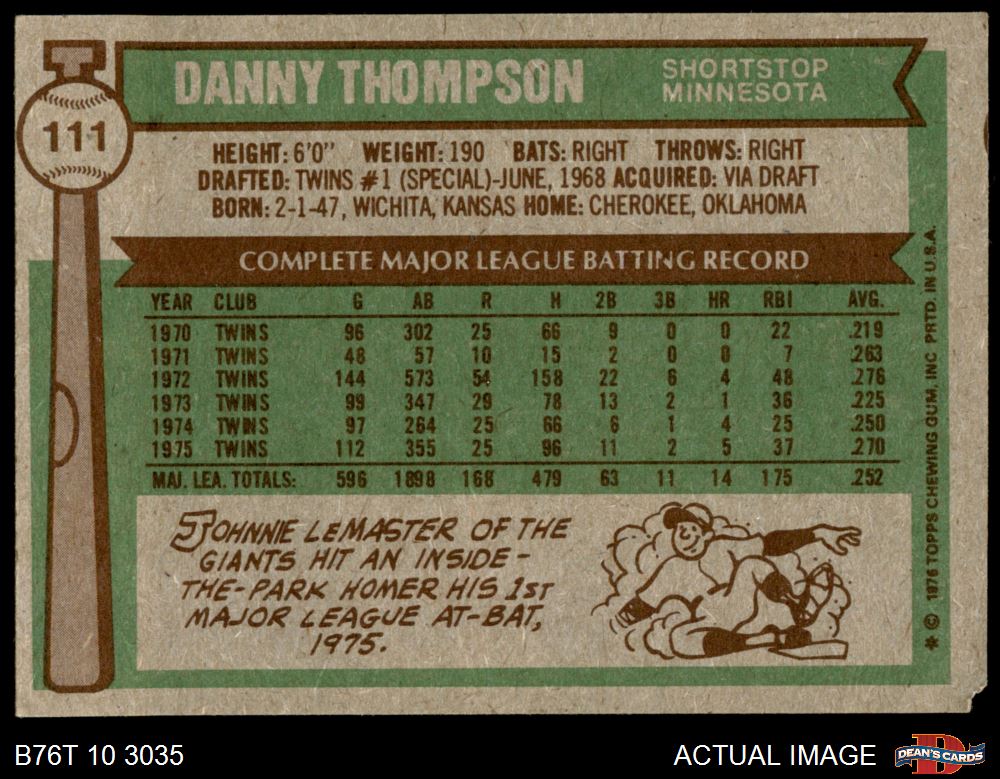 111
DANNY THOMPSON
SHORTSTOP
MINNESOTA
HEIGHT: 6'0" WEIGHT: 190 BATS: RIGHT THROWS: RIGHT
DRAFTED: TWINS #1 (SPECIAL)-JUNE, 1968 ACQUIRED: VIA DRAFT
BORN: 2-1-47, WICHITA, KANSAS HOME: CHEROKEE, OKLAHOMA
COMPLETE MAJOR LEAGUE BATTING RECORD
YEAR CLUB G AB R H 2B 3B HR RBI AVG.
1970 TWINS 96 302 25 66 9 0 0 22 .219
1971 TWINS 48 57 10 15 2 0 0 7 .263
1972 TWINS 144 573 54 158 22 6 4 48 .276
1973 TWINS 99 347 29 78 13 2 1 36 .225
1974 TWINS 97 264 25 66 6 1 4 25 .250
1975 TWINS 112 355 25 96 11 2 5 37 .270
MAJ. LEA. TOTALS: 596 1898 168 479 63 11 14 175 .252
JOHNNIE LEMASTER OF THE
GIANTS HIT AN INSIDE-
THE-PARK HOMER HIS 1ST
MAJOR LEAGUE AT-BAT,
1975.
* © 1976 TOPPS CHEWING GUM, INC PRTD. IN U.S.A.
B76T 10 3035
ACTUAL IMAGE
DEAN'S CARDS